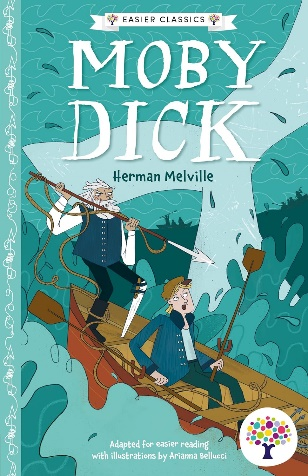 EASIER CLASSICS
MOBY
DICK
Herman Melville
Adapted for easier reading
with illustrations by Arianna Bellucci